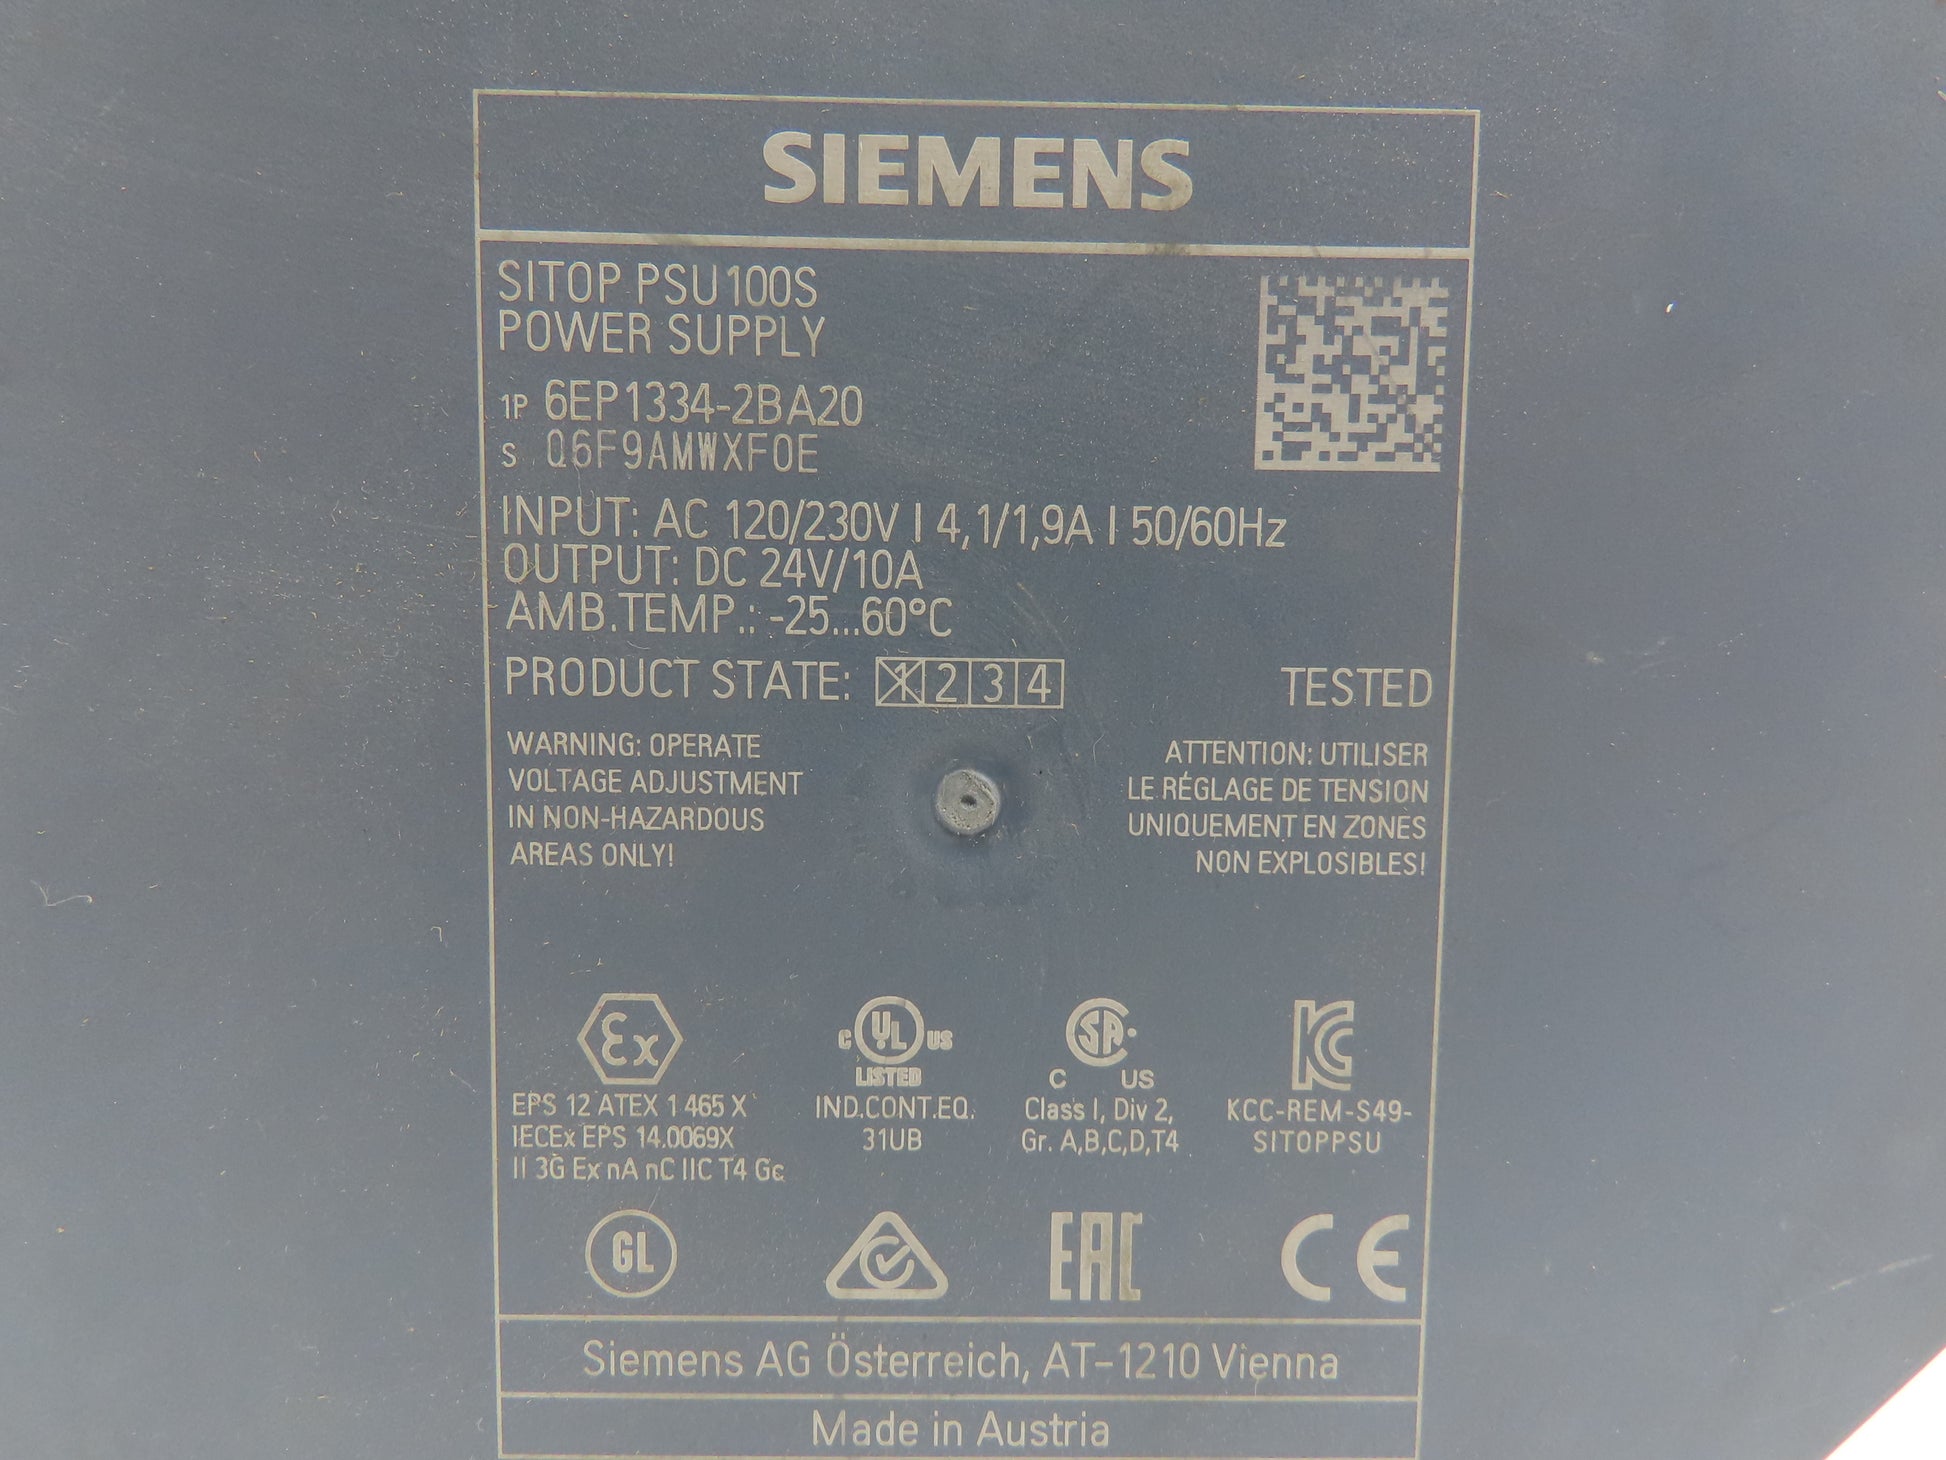 SIEMENS
SITOP PSU100S
POWER SUPPLY
1P 6EP1334-2BA20
S Q6F9AMWXF0E
INPUT: AC 120/230V | 4,1/1,9A | 50/60Hz
OUTPUT: DC 24V/10A
AMB.TEMP.: -25...60°C
PRODUCT STATE: 1 2 3 4
TESTED
WARNING: OPERATE
VOLTAGE ADJUSTMENT
IN NON-HAZARDOUS
AREAS ONLY!
ATTENTION: UTILISER
LE RÉGLAGE DE TENSION
UNIQUEMENT EN ZONES
NON EXPLOSIBLES!
Ex
EPS 12 ATEX 1 465 X
IECEx EPS 14.0069X
II 3G Ex nA nC IIC T4 Gc
C UL US
LISTED
IND.CONT.EQ.
31UB
SA
C US
Class I, Div 2,
Gr. A,B,C,D,T4
KC
KCC-REM-S49-
SITOPPSU
GL
EAC
CE
Siemens AG Österreich, AT-1210 Vienna
Made in Austria